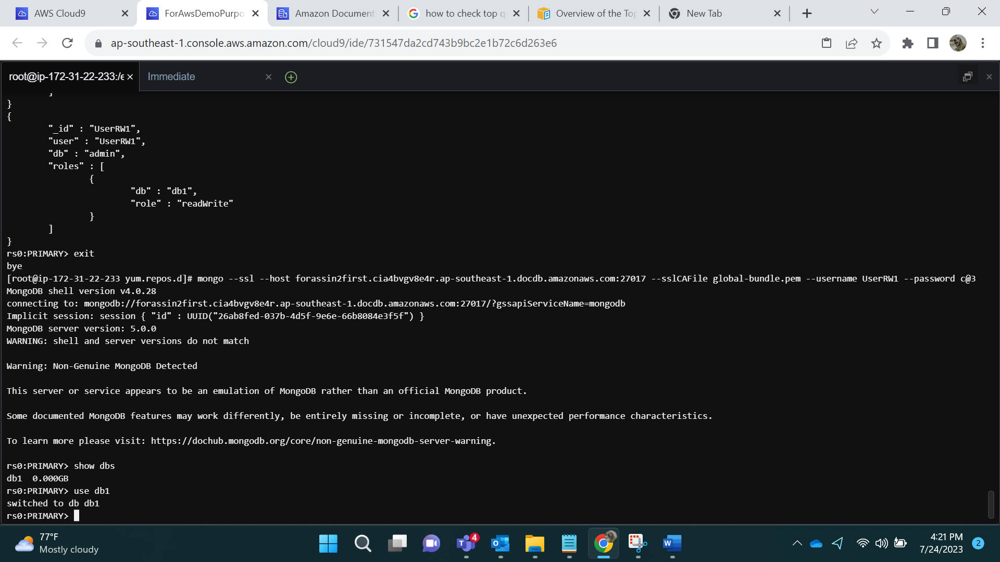 AWS Cloud9
ForAwsDemoPurpo
Amazon Document
how to check top q
Overview of the Top
New Tab
ap-southeast-1.console.aws.amazon.com/cloud9/ide/731547da2cd743b9bc2e1b72c6d263e6
root@ip-172-31-22-233:/e
Immediate
]
}
{
"_id" : "UserRW1",
"user" : "UserRW1",
"db" : "admin",
"roles" : [
{
"db" : "db1",
"role" : "readWrite"
}
]
}
rs0:PRIMARY> exit
bye
[root@ip-172-31-22-233 yum.repos.d]# mongo --ssl --host forassin2first.cia4bvgv8e4r.ap-southeast-1.docdb.amazonaws.com:27017 --sslCAFile global-bundle.pem --username UserRW1 --password c@3
MongoDB shell version v4.0.28
connecting to: mongodb://forassin2first.cia4bvgv8e4r.ap-southeast-1.docdb.amazonaws.com:27017/?gssapiServiceName=mongodb
Implicit session: session { "id" : UUID("26ab8fed-037b-4d5f-9e6e-66b8084e3f5f") }
MongoDB server version: 5.0.0
WARNING: shell and server versions do not match
Warning: Non-Genuine MongoDB Detected
This server or service appears to be an emulation of MongoDB rather than an official MongoDB product.
Some documented MongoDB features may work differently, be entirely missing or incomplete, or have unexpected performance characteristics.
To learn more please visit: https://dochub.mongodb.org/core/non-genuine-mongodb-server-warning.
rs0:PRIMARY> show dbs
db1  0.000GB
rs0:PRIMARY> use db1
switched to db db1
rs0:PRIMARY>
77°F
Mostly cloudy
4
4:21 PM
7/24/2023
2